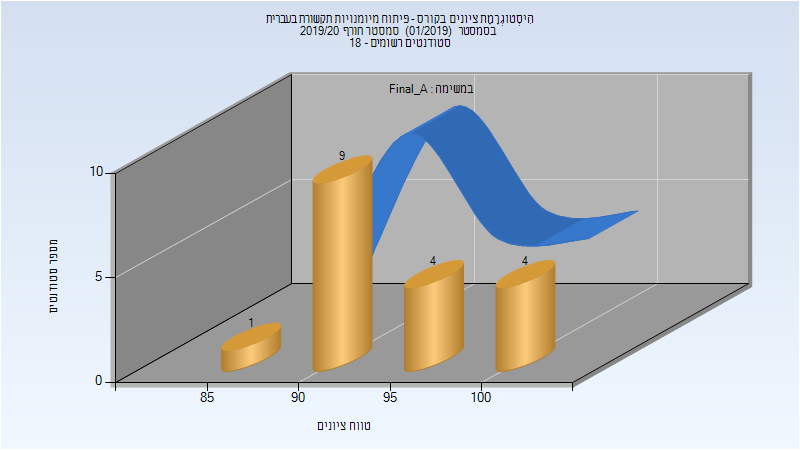 היסטוגרמת ציונים בקורס - פיתוח מיומנויות תקשורת בעברית
בסמסטר (01/2019) סמסטר חורף 2019/20
סטודנטים רשומים - 18
במשימה : Final_A
מספר סטודנטים
10
5
0
1
9
4
4
85
90
95
100
טווח ציונים